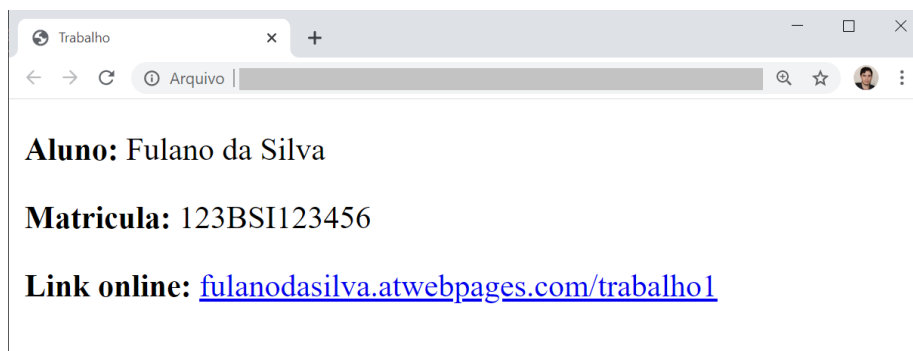 Trabalho
Arquivo
Aluno: Fulano da Silva
Matricula: 123BSI123456
Link online: fulanodasilva.atwebpages.com/trabalho1